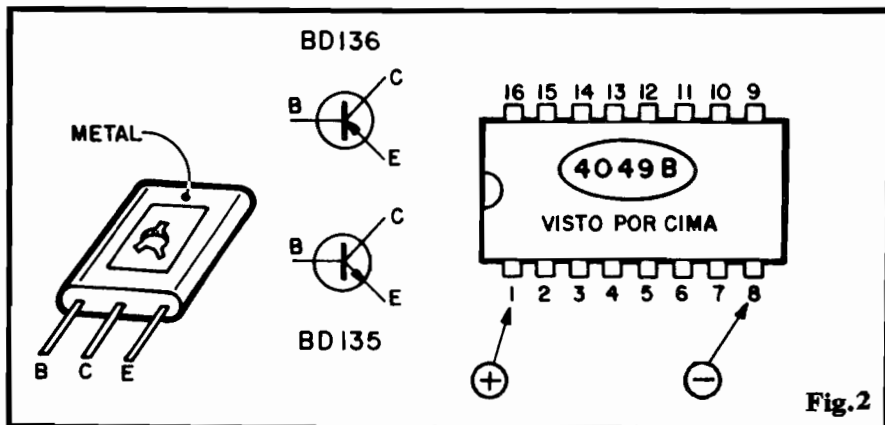 BD136
C
B
E
METAL
C
B
E
BD135
B C E
16 15 14 13 12 11 10 9
4049B
VISTO POR CIMA
1 2 3 4 5 6 7 8
+ −
Fig.2